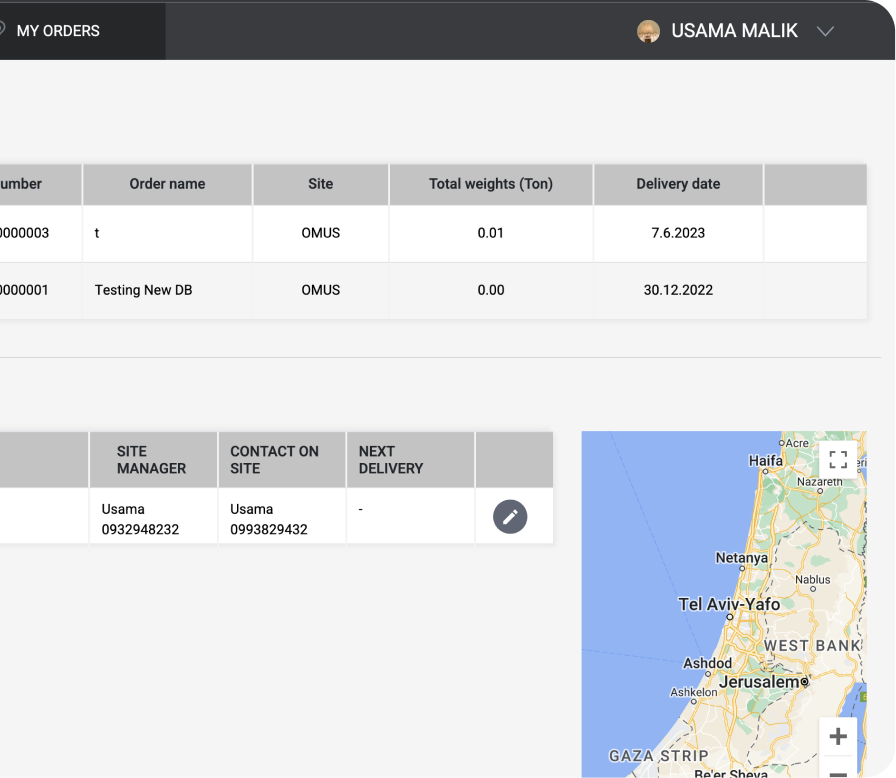 MY ORDERS
USAMA MALIK
umber Order name Site Total weights (Ton) Delivery date
0000003 t OMUS 0.01 7.6.2023
0000001 Testing New DB OMUS 0.00 30.12.2022
SITE
MANAGER
CONTACT ON
SITE
NEXT
DELIVERY
Usama
0932948232
Usama
0993829432
-
Acre
Haifa
Nazareth
Netanya
Nablus
Tel Aviv-Yafo
WEST BANK
Ashdod
Jerusalem
Ashkelon
GAZA STRIP
Be'er Sheva